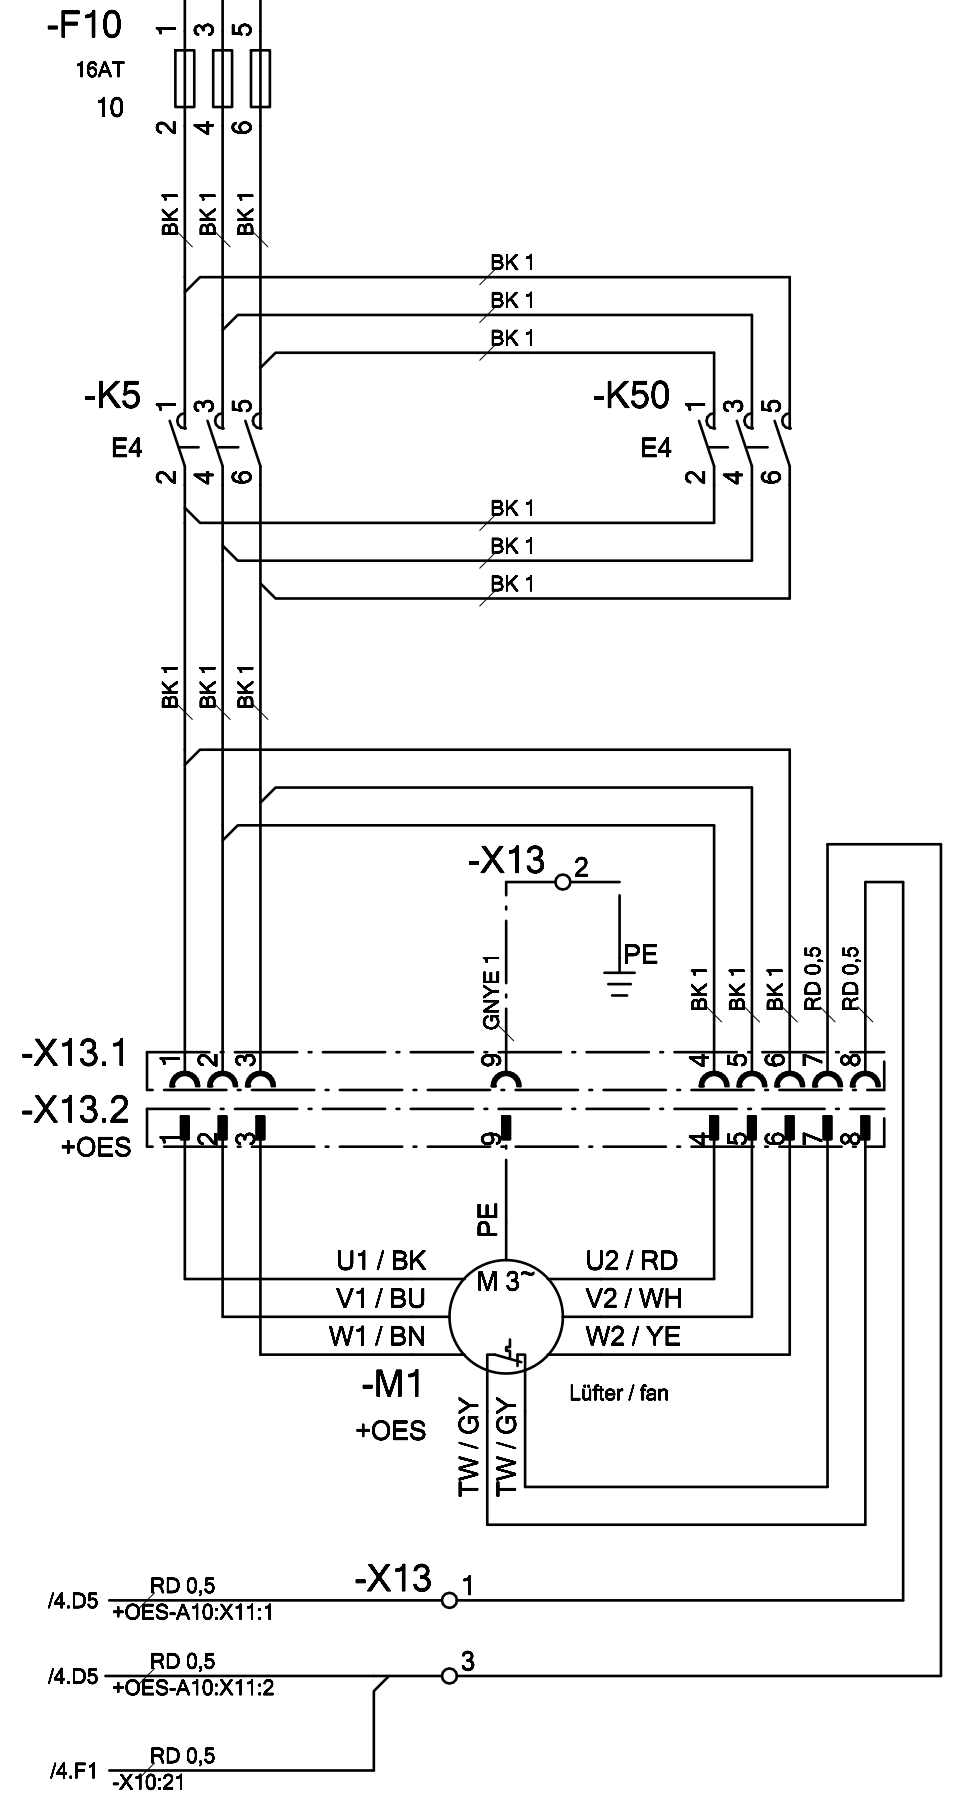 -F10 1 3 5
16AT
10
2 4 6
BK 1 BK 1 BK 1
BK 1
BK 1
BK 1
-K5 1 3 5 -K50 1 3 5
E4 E4
2 4 6 2 4 6
BK 1
BK 1
BK 1
BK 1 BK 1 BK 1
-X13 2
PE
GNYE 1 BK 1 BK 1 BK 1 RD 0,5 RD 0,5
-X13.1 1 2 3 9 4 5 6 7 8
-X13.2 1 2 3 9 4 5 6 7 8
+OES
PE
U1 / BK M 3~ U2 / RD
V1 / BU V2 / WH
W1 / BN W2 / YE
-M1 Lüfter / fan
+OES
TW / GY TW / GY
-X13 1
/4.D5 RD 0,5
+OES-A10:X11:1
3
/4.D5 RD 0,5
+OES-A10:X11:2
/4.F1 RD 0,5
-X10:21